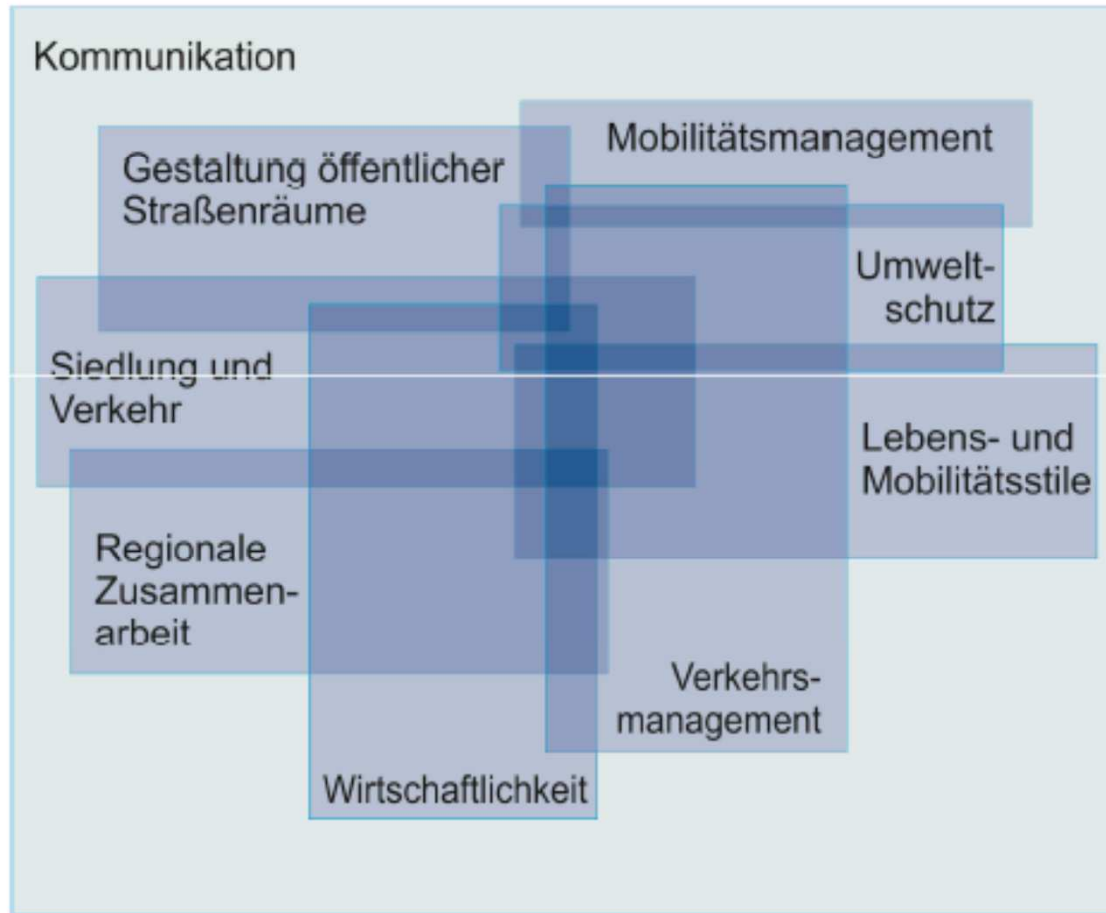 Kommunikation
Mobilitätsmanagement
Gestaltung öffentlicher
Straßenräume
Umwelt-
schutz
Siedlung und
Verkehr
Lebens- und
Mobilitätsstile
Regionale
Zusammen-
arbeit
Verkehrs-
management
Wirtschaftlichkeit